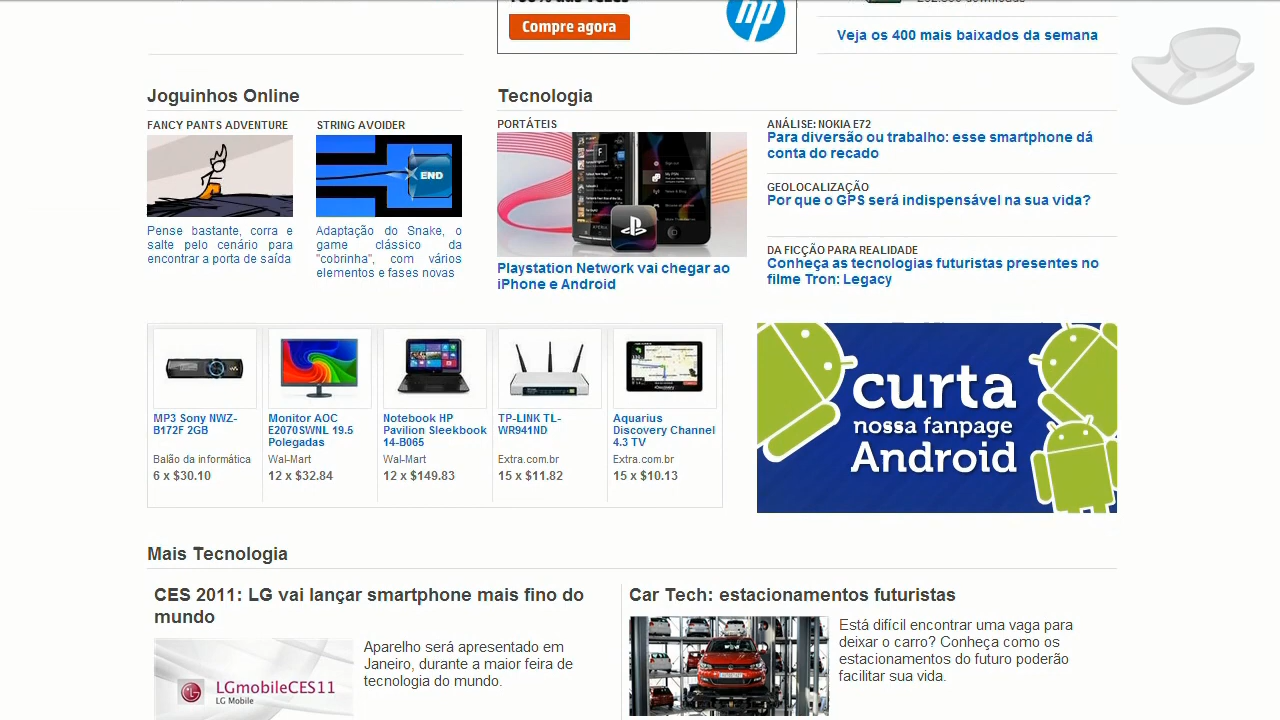 Compre agora
hp
Veja os 400 mais baixados da semana
Joguinhos Online
FANCY PANTS ADVENTURE
Pense bastante, corra e
salte pelo cenário para
encontrar a porta de saída
STRING AVOIDER
END
Adaptação do Snake, o
game clássico da
"cobrinha", com vários
elementos e fases novas
Tecnologia
PORTÁTEIS
Playstation Network vai chegar ao
iPhone e Android
ANÁLISE: NOKIA E72
Para diversão ou trabalho: esse smartphone dá
conta do recado
GEOLOCALIZAÇÃO
Por que o GPS será indispensável na sua vida?
DA FICÇÃO PARA REALIDADE
Conheça as tecnologias futuristas presentes no
filme Tron: Legacy
MP3 Sony NWZ-
B172F 2GB
Balão da informática
6 x $30.10
Monitor AOC
E2070SWNL 19.5
Polegadas
Wal-Mart
12 x $32.84
Notebook HP
Pavilion Sleekbook
14-B065
Wal-Mart
12 x $149.83
TP-LINK TL-
WR941ND
Extra.com.br
15 x $11.82
Aquarius
Discovery Channel
4.3 TV
Extra.com.br
15 x $10.13
curta
nossa fanpage
Android
Mais Tecnologia
CES 2011: LG vai lançar smartphone mais fino do
mundo
LG
LGmobileCES11
LG Mobile
Aparelho será apresentado em
Janeiro, durante a maior feira de
tecnologia do mundo.
Car Tech: estacionamentos futuristas
Está difícil encontrar uma vaga para
deixar o carro? Conheça como os
estacionamentos do futuro poderão
facilitar sua vida.